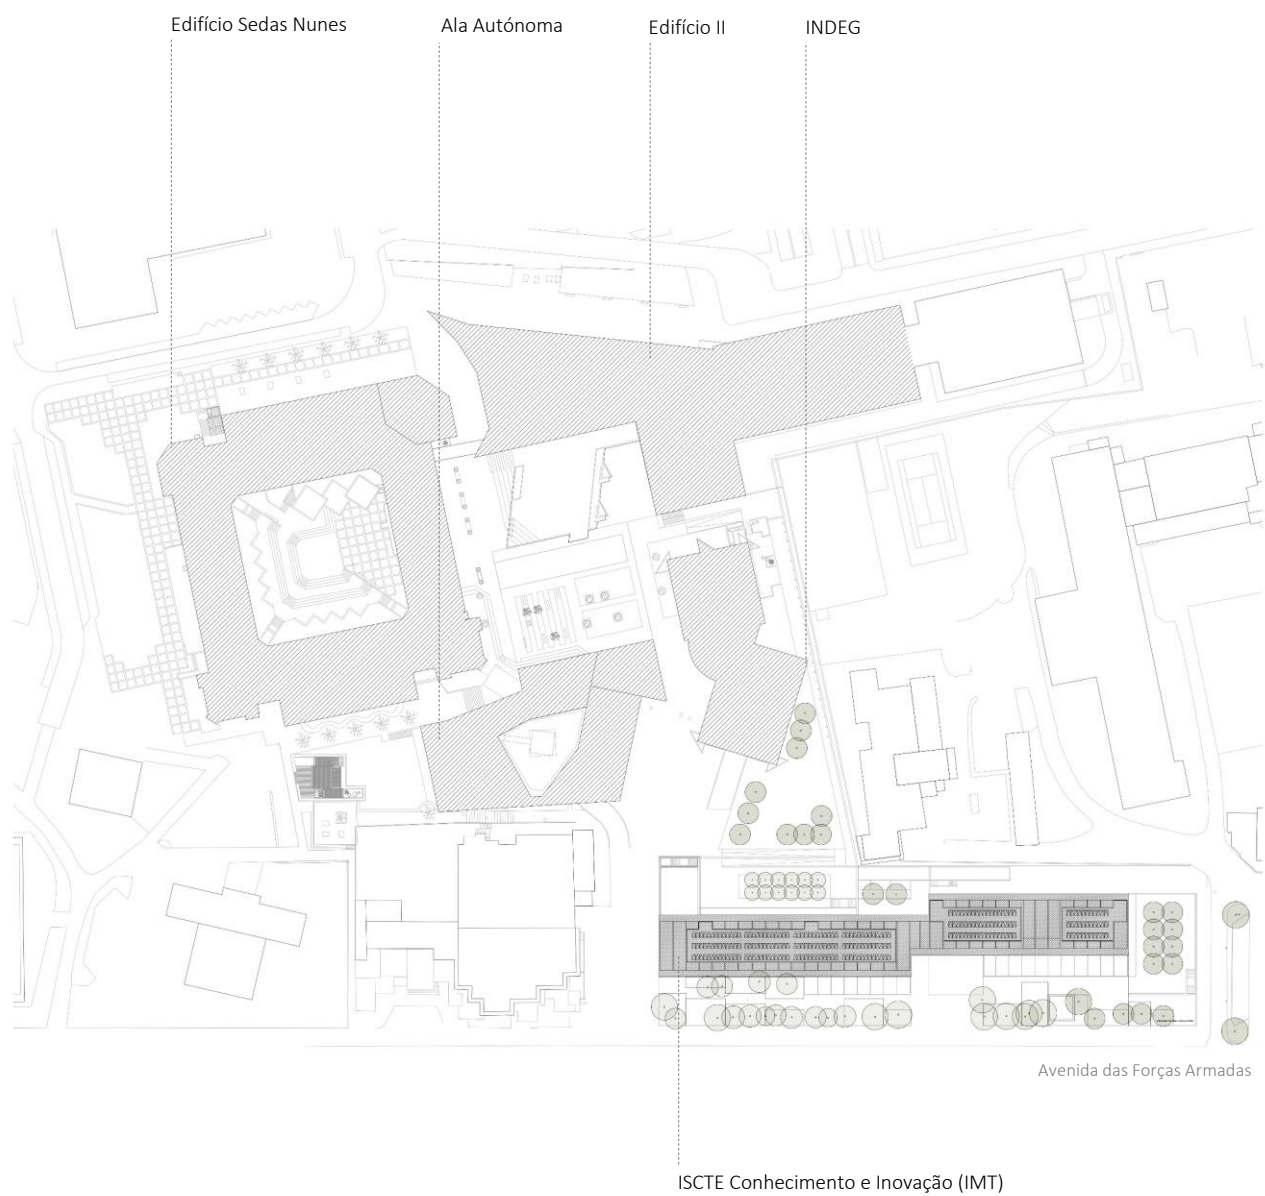 Edifício Sedas Nunes
Ala Autónoma
Edifício II
INDEG
Avenida das Forças Armadas
ISCTE Conhecimento e Inovação (IMT)